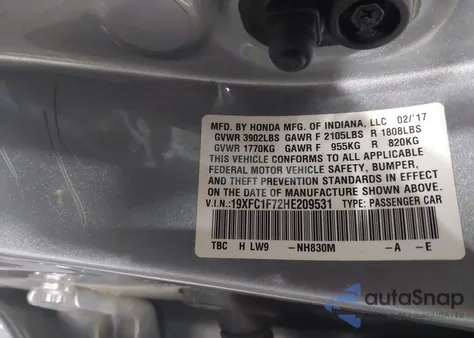 MFD. BY HONDA MFG. OF INDIANA, LLC 02/17
GVWR 3902LBS GAWR F 2105LBS R 1808LBS
GVWR 1770KG GAWR F 955KG R 820KG
THIS VEHICLE CONFORMS TO ALL APPLICABLE
FEDERAL MOTOR VEHICLE SAFETY, BUMPER,
AND THEFT PREVENTION STANDARDS IN EFFECT
ON THE DATE OF MANUFACTURE SHOWN ABOVE.
V.I.N.: 19XFC1F72HE209531 TYPE: PASSENGER CAR
TBC H LW9 -NH830M -A -E
autoSnap